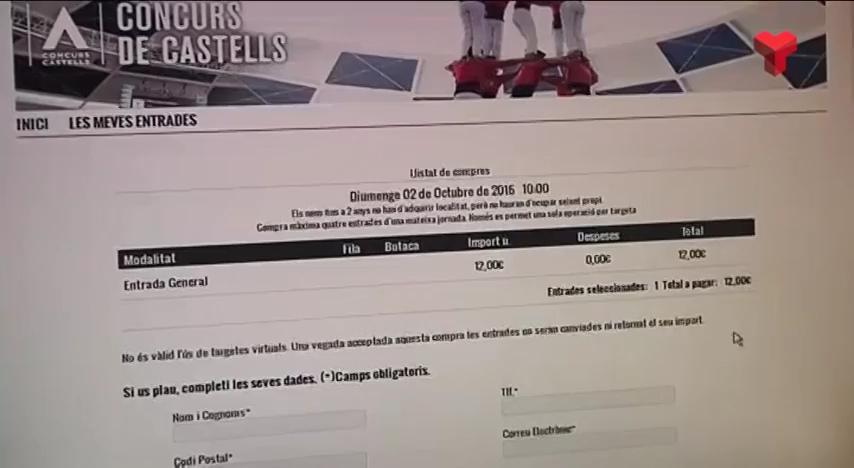 CONCURS
DE CASTELLS
CONCURS
CASTELLS
INICI LES MEVES ENTRADES
Llistat de compres
Diumenge 02 de Octubre de 2016 10:00
Els nens fins a 2 anys no han d'adquirir localitat, però no hauran d'ocupar seient propi.
Compra màxima quatre entrades d'una mateixa jornada. Només es permet una sola operació per targeta
Modalitat Fila Butaca Import u. Despeses Total
Entrada General 12,00€ 0,00€ 12,00€
Entrades seleccionades: 1 Total a pagar: 12,00€
No és vàlid l'ús de targetes virtuals. Una vegada acceptada aquesta compra les entrades no seran canviades ni retornat el seu import.
Si us plau, completi les seves dades. (*)Camps obligatoris.
Nom i Cognoms* Tlf.*
Codi Postal* Correu Electrònic*